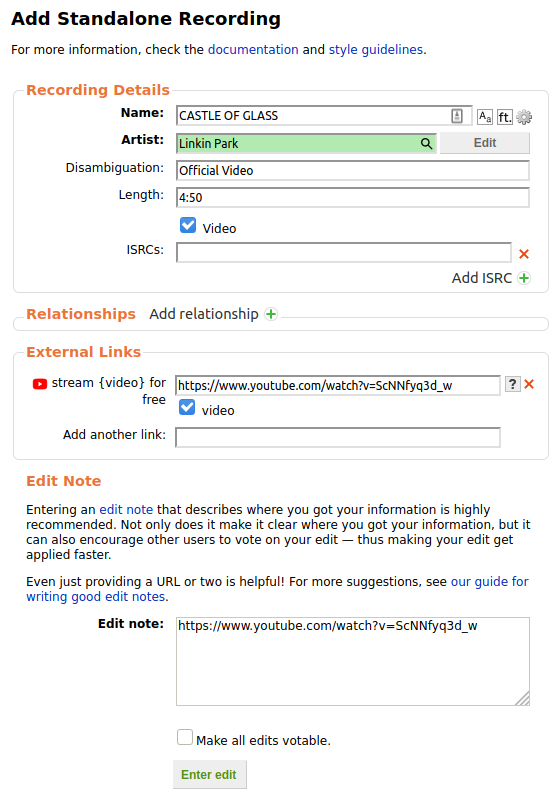 Add Standalone Recording
For more information, check the documentation and style guidelines.
Recording Details
Name: CASTLE OF GLASS Aa ft.
Artist: Linkin Park Edit
Disambiguation: Official Video
Length: 4:50
Video
ISRCs:
Add ISRC
Relationships Add relationship
External Links
stream {video} for free https://www.youtube.com/watch?v=ScNNfyq3d_w ?
video
Add another link:
Edit Note
Entering an edit note that describes where you got your information is highly
recommended. Not only does it make it clear where you got your information, but it
can also encourage other users to vote on your edit — thus making your edit get
applied faster.
Even just providing a URL or two is helpful! For more suggestions, see our guide for
writing good edit notes.
Edit note: https://www.youtube.com/watch?v=ScNNfyq3d_w
Make all edits votable.
Enter edit